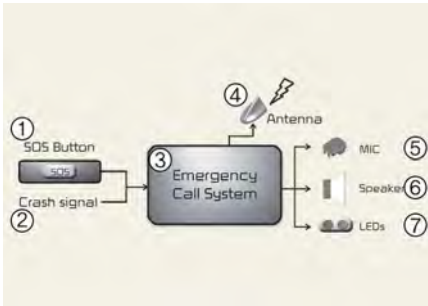 ①
SOS Button
SOS
Crash signal
②
③
Emergency
Call System
④
Antenna
MIC ⑤
Speaker ⑥
LEDs ⑦